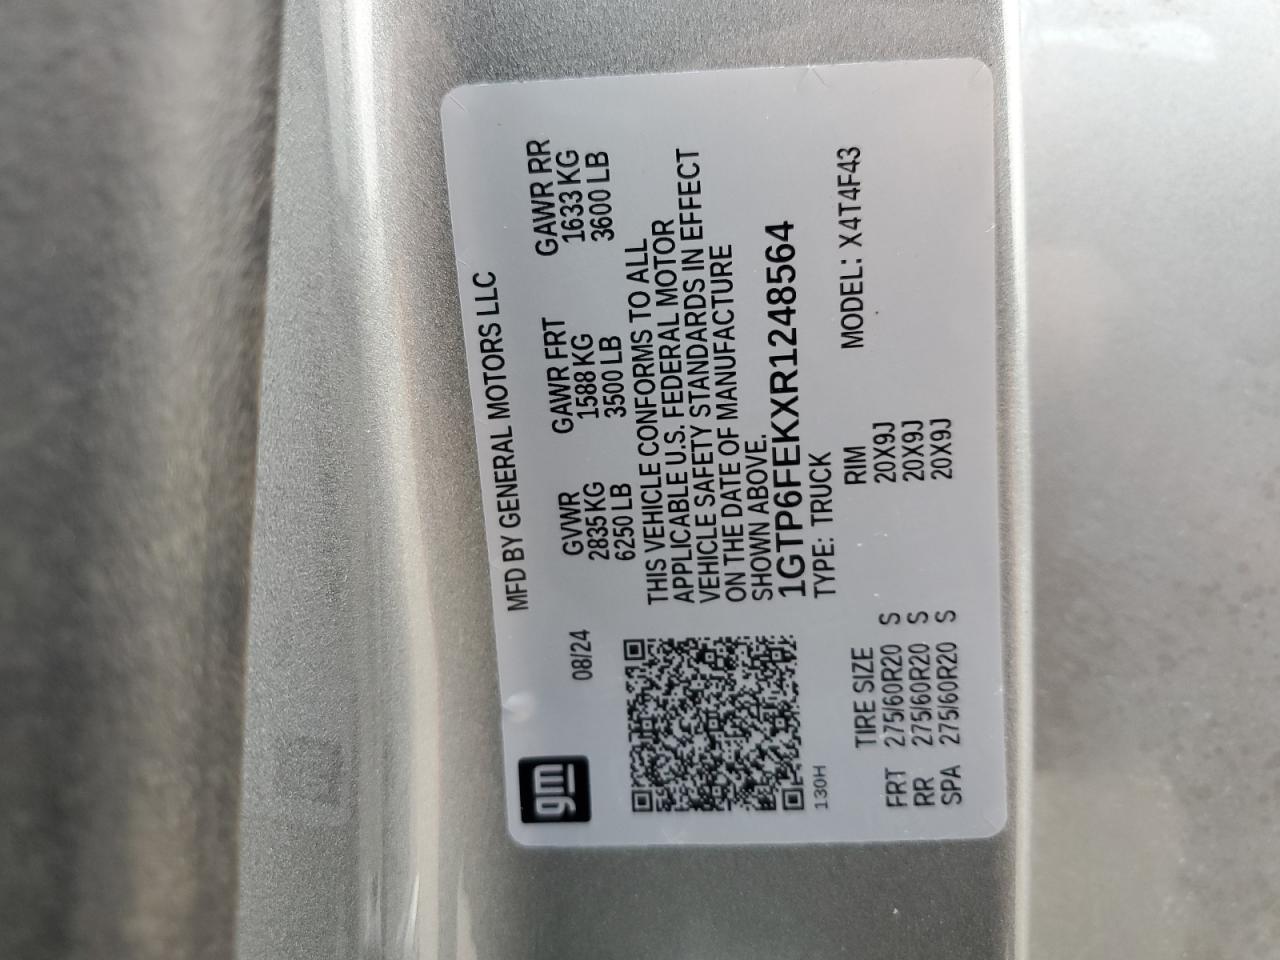 gm
MFD BY GENERAL MOTORS LLC
08/24 GVWR GAWR FRT GAWR RR
2835 KG 1588 KG 1633 KG
6250 LB 3500 LB 3600 LB
THIS VEHICLE CONFORMS TO ALL
APPLICABLE U.S. FEDERAL MOTOR
VEHICLE SAFETY STANDARDS IN EFFECT
ON THE DATE OF MANUFACTURE
SHOWN ABOVE.
1GTP6FEKXR1248564
130H TYPE: TRUCK MODEL: X4T4F43
TIRE SIZE RIM
FRT 275/60R20 S 20X9J
RR 275/60R20 S 20X9J
SPA 275/60R20 S 20X9J